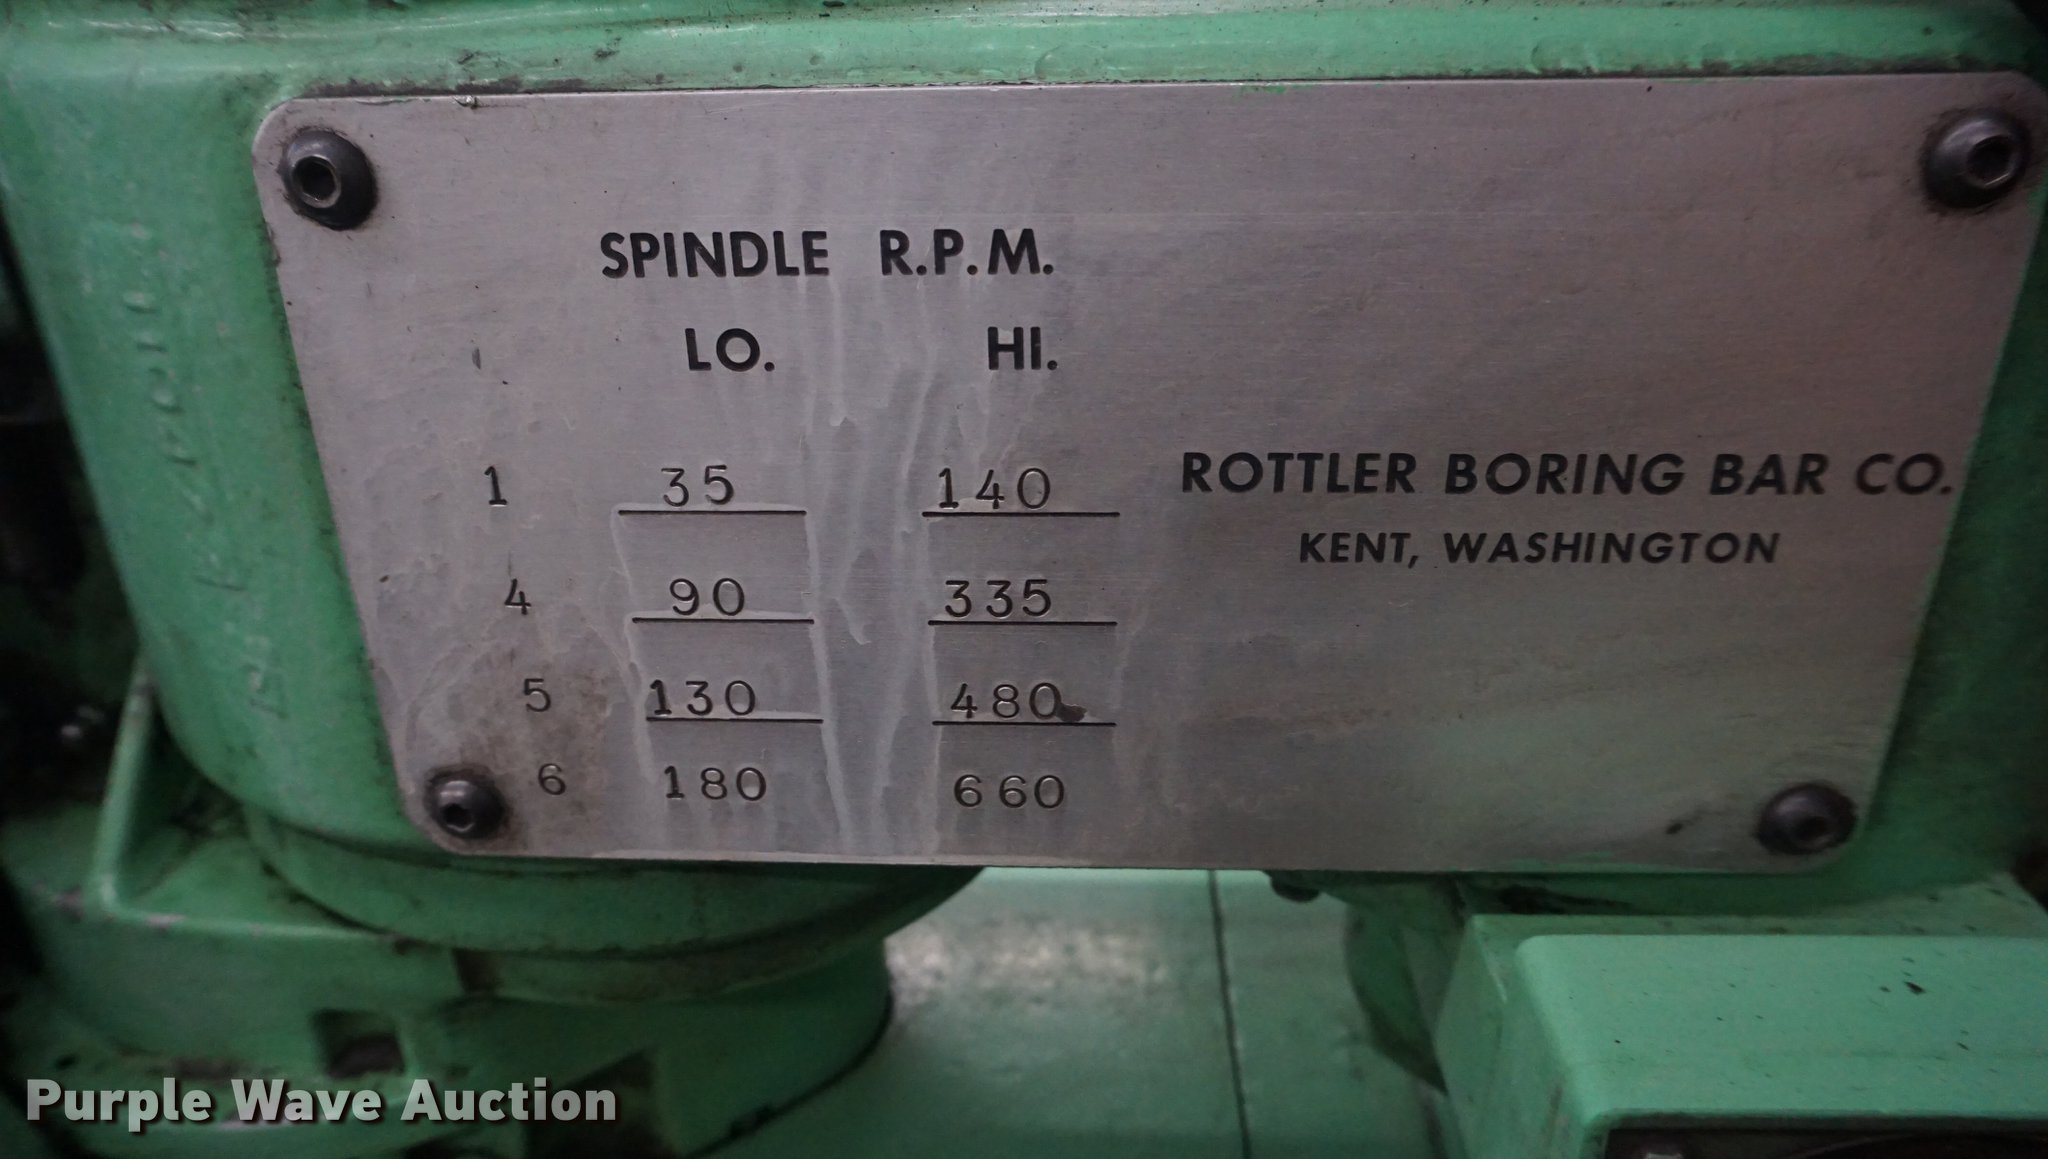 SPINDLE R.P.M.
LO. HI.
1 35 140
4 90 335
5 130 480
6 180 660
ROTTLER BORING BAR CO.
KENT, WASHINGTON
Purple Wave Auction